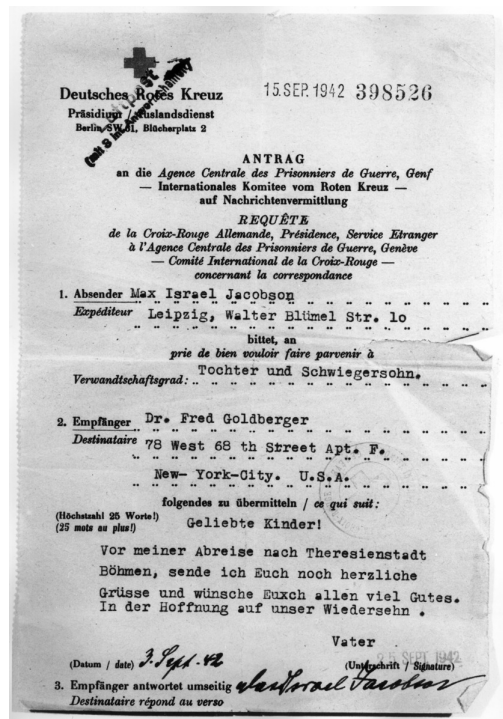 Luftpost
(mit 3 int. Antwortscheinen)
Deutsches Rotes Kreuz
15.SEP.1942 398526
Präsidium / Auslandsdienst
Berlin SW 61, Blücherplatz 2
ANTRAG
an die Agence Centrale des Prisonniers de Guerre, Genf
— Internationales Komitee vom Roten Kreuz —
auf Nachrichtenvermittlung
REQUÊTE
de la Croix-Rouge Allemande, Présidence, Service Etranger
à l'Agence Centrale des Prisonniers de Guerre, Genève
— Comité International de la Croix-Rouge —
concernant la correspondance
1. Absender Max Israel Jacobson
Expéditeur Leipzig, Walter Blümel Str. 10
bittet, an
prie de bien vouloir faire parvenir à
Tochter und Schwiegersohn.
Verwandtschaftsgrad:
2. Empfänger Dr. Fred Goldberger
Destinataire 78 West 68 th Street Apt. F.
New- York-City. U.S.A.
folgendes zu übermitteln / ce qui suit:
(Höchstzahl 25 Worte!)
(25 mots au plus!)
Geliebte Kinder!
Vor meiner Abreise nach Theresienstadt
Böhmen, sende ich Euch noch herzliche
Grüsse und wünsche Euxch allen viel Gutes.
In der Hoffnung auf unser Wiedersehn .
Vater
25 SEPT. 1942
(Datum / date) 3. Sept. 42
(Unterschrift / Signature)
Max Israel Jacobson
3. Empfänger antwortet umseitig
Destinataire répond au verso